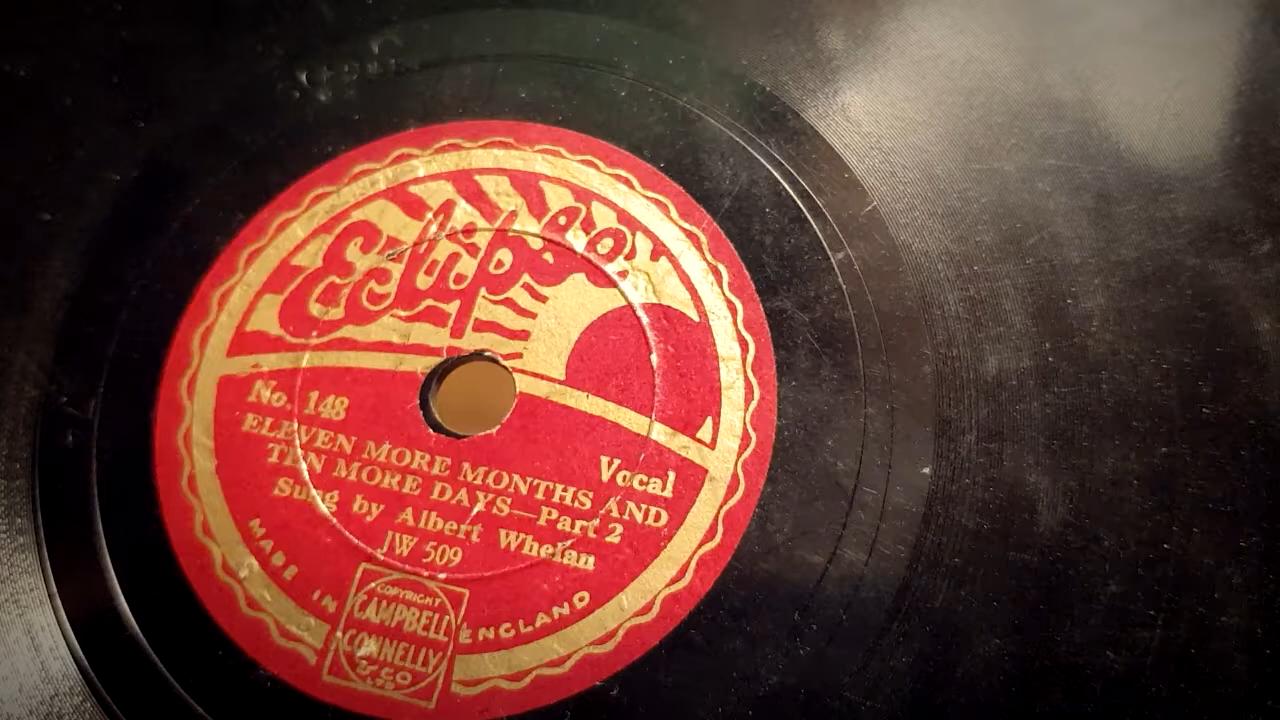 Eclipse
No. 148
Vocal
ELEVEN MORE MONTHS AND
TEN MORE DAYS—Part 2
Sung by Albert Whelan
JW 509
MADE IN ENGLAND
COPYRIGHT
CAMPBELL
CONNELLY
& CO
LTD